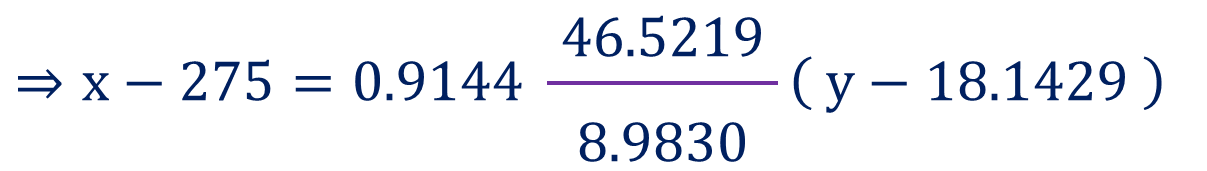 ⇒ x − 275 = 0.9144 46.5219 / 8.9830 ( y − 18.1429 )